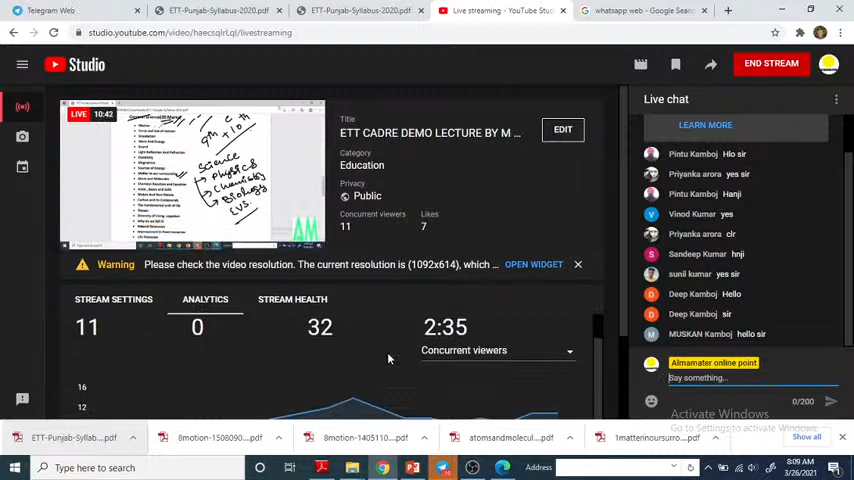 Telegram Web
ETT-Punjab-Syllabus-2020.pdf
ETT-Punjab-Syllabus-2020.pdf
Live streaming - YouTube Studio
whatsapp web - Google Search
studio.youtube.com/video/haecsqlrLqI/livestreaming
Studio
END STREAM
LIVE 10:42
9th
+10th
Science
Physics
Chemistry
Biology
EVS.
AM
Title
ETT CADRE DEMO LECTURE BY M ...
EDIT
Category
Education
Privacy
Public
Concurrent viewers
Likes
11
7
Warning Please check the video resolution. The current resolution is (1092x614), which ... OPEN WIDGET
STREAM SETTINGS ANALYTICS STREAM HEALTH
11 0 32 2:35
Concurrent viewers
16
12
Live chat
LEARN MORE
Pintu Kamboj Hlo sir
Priyanka arora yes sir
Pintu Kamboj Hanji
Vinod Kumar yes
Priyanka arora clr
Sandeep Kumar hnji
sunil kumar yes sir
Deep Kamboj Hello
Deep Kamboj sir
MUSKAN Kamboj hello sir
Almamater online point
Say something...
0/200
Activate Windows
Go to Settings to activate Windows.
ETT-Punjab-Syllab....pdf
8motion-1508090....pdf
8motion-1405110....pdf
atomsandmolecul....pdf
1matterinoursurro....pdf
Show all
Type here to search
Address
8:09 AM
3/26/2021